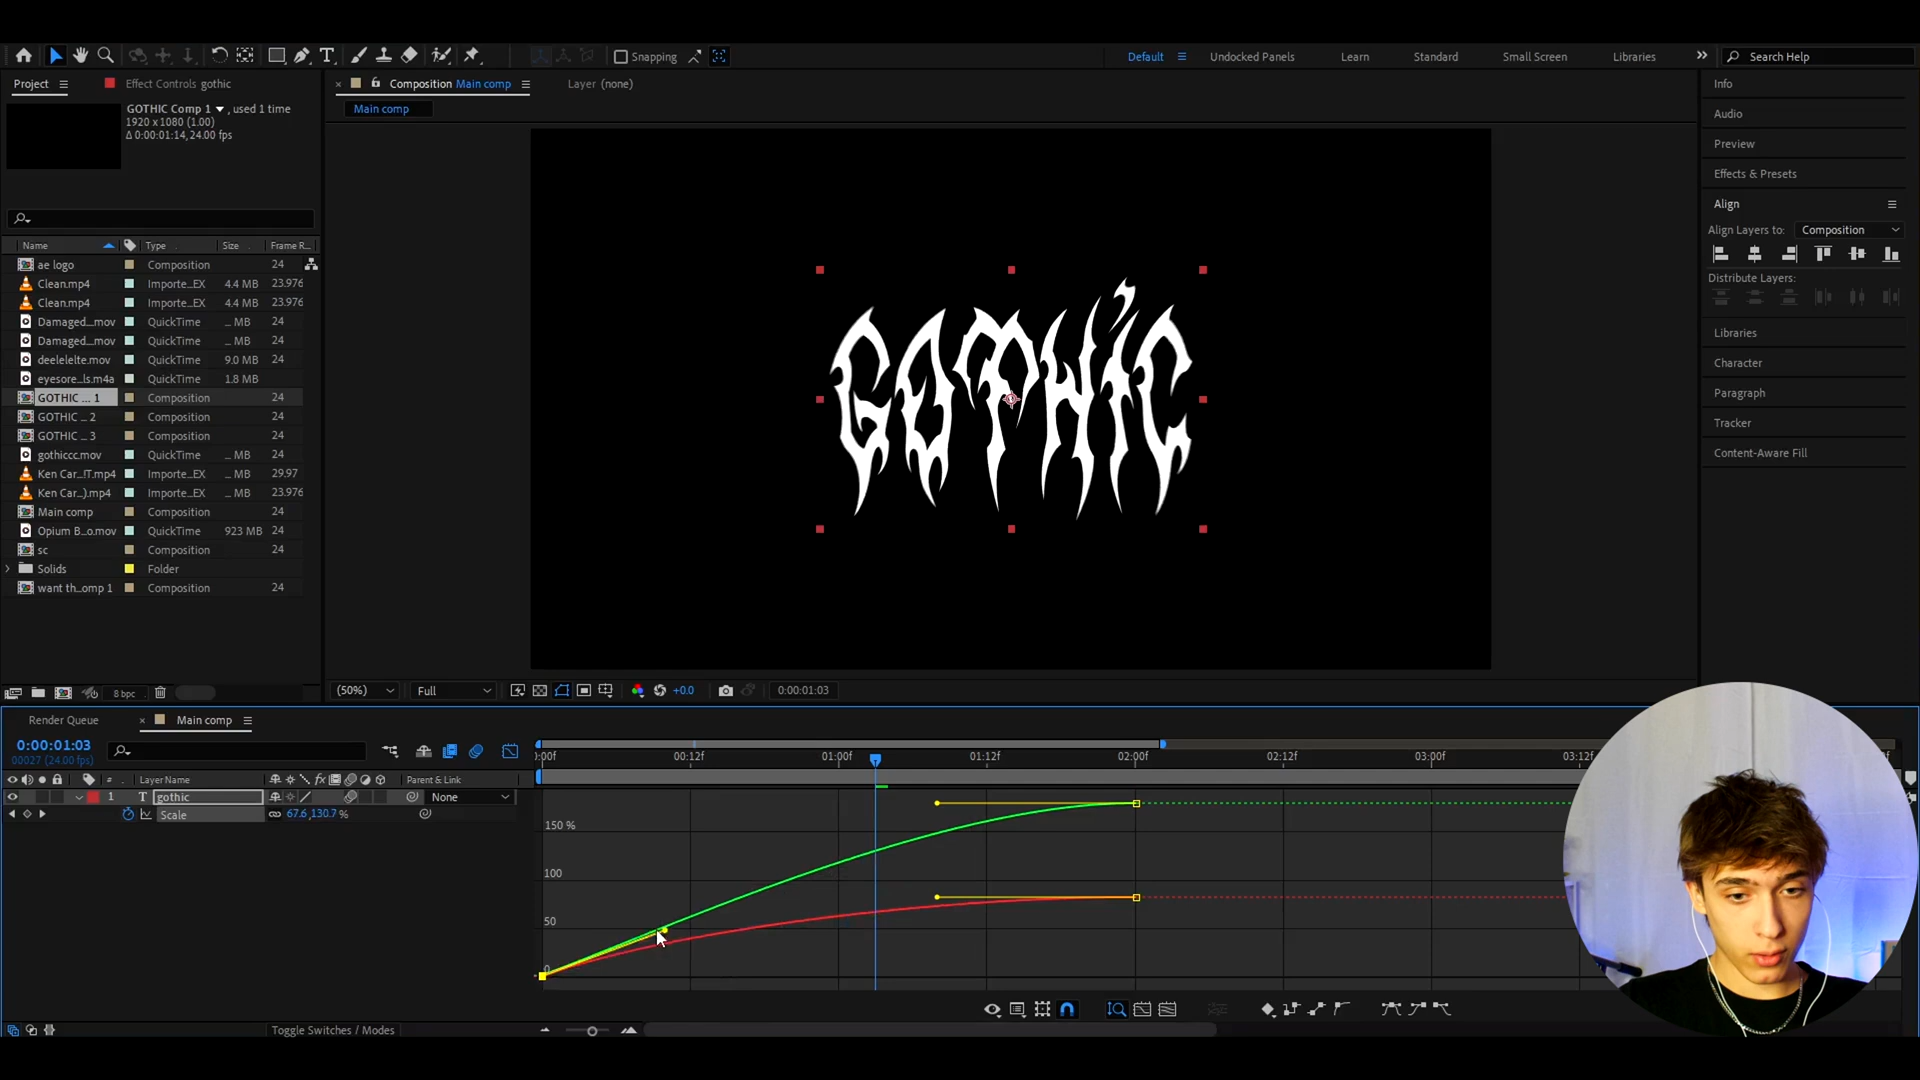 Snapping
Default
Undocked Panels
Learn
Standard
Small Screen
Libraries
Search Help
Project
Effect Controls gothic
Composition Main comp
Layer (none)
Main comp
GOTHIC Comp 1 , used 1 time
1920 x 1080 (1.00)
Δ 0:00:01:14, 24.00 fps
Name Type Size Frame R...
ae logo Composition 24
Clean.mp4 Importe...EX 4.4 MB 23.976
Clean.mp4 Importe...EX 4.4 MB 23.976
Damaged_.mov QuickTime ... MB 24
Damaged_.mov QuickTime ... MB 24
deelelelte.mov QuickTime 9.0 MB 24
eyesore...ls.m4a QuickTime 1.8 MB
GOTHIC ... 1 Composition 24
GOTHIC ... 2 Composition 24
GOTHIC ... 3 Composition 24
gothiccc.mov QuickTime ... MB 24
Ken Car...!T.mp4 Importe...EX ... MB 29.97
Ken Car...).mp4 Importe...EX ... MB 23.976
Main comp Composition 24
Opium B...o.mov QuickTime 923 MB 24
sc Composition 24
Solids Folder
want th...omp 1 Composition 24
8 bpc
GOTHIC
(50%)
Full
+0.0
0:00:01:03
Info
Audio
Preview
Effects & Presets
Align
Align Layers to: Composition
Distribute Layers:
Libraries
Character
Paragraph
Tracker
Content-Aware Fill
Render Queue
Main comp
0:00:01:03
00027 (24.00 fps)
# Layer Name fx Parent & Link
1 T gothic None
Scale 67.6,130.7 %
:00f 00:12f 01:00f 01:12f 02:00f 02:12f 03:00f 03:12f
150 %
100
50
0
Toggle Switches / Modes